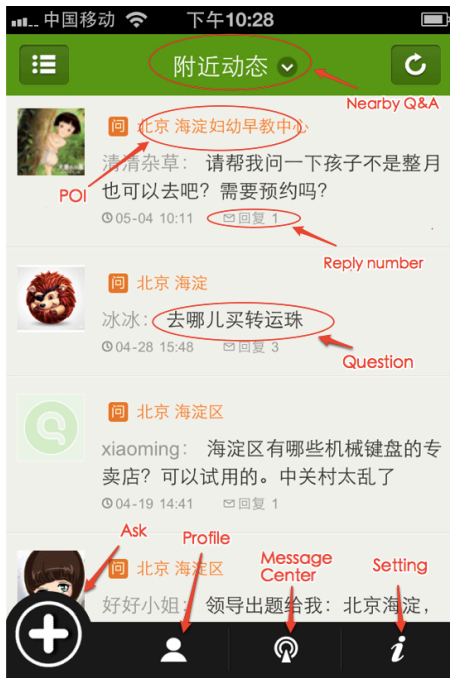 中国移动 下午10:28
附近动态
Nearby Q&A
问 北京 海淀妇幼早教中心
清清杂草： 请帮我问一下孩子不是整月
也可以去吧？需要预约吗？
POI
05-04 10:11 回复 1
Reply number
问 北京 海淀
冰冰： 去哪儿买转运珠
04-28 15:48 回复 3
Question
问 北京 海淀区
xiaoming： 海淀区有哪些机械键盘的专
卖店？可以试用的。中关村太乱了
04-19 14:41 回复 1
Ask
Profile
Message
Center
Setting
问 北京 海淀区
好好小姐： 领导出题给我：北京海淀，